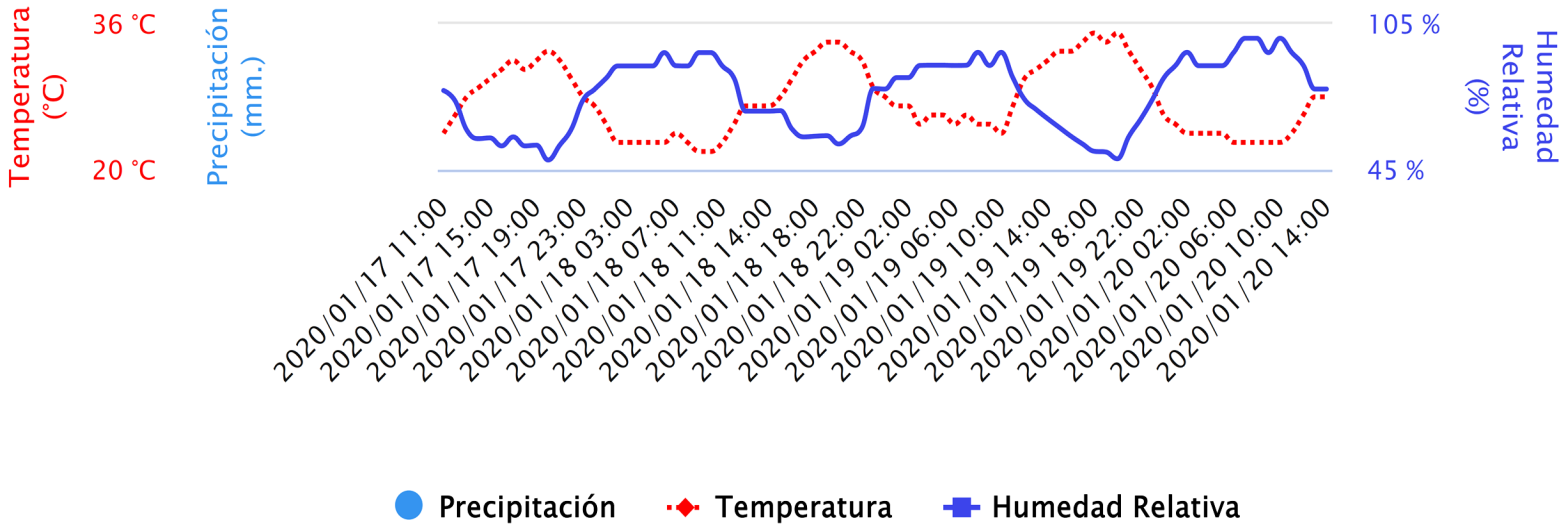 Temperatura
(°C)
36 °C
20 °C
Precipitación
(mm.)
105 %
45 %
Humedad
Relativa
(%)
2020/01/17 11:00
2020/01/17 15:00
2020/01/17 19:00
2020/01/17 23:00
2020/01/18 03:00
2020/01/18 07:00
2020/01/18 11:00
2020/01/18 14:00
2020/01/18 18:00
2020/01/18 22:00
2020/01/19 02:00
2020/01/19 06:00
2020/01/19 10:00
2020/01/19 14:00
2020/01/19 18:00
2020/01/19 22:00
2020/01/20 02:00
2020/01/20 06:00
2020/01/20 10:00
2020/01/20 14:00
Precipitación
Temperatura
Humedad Relativa